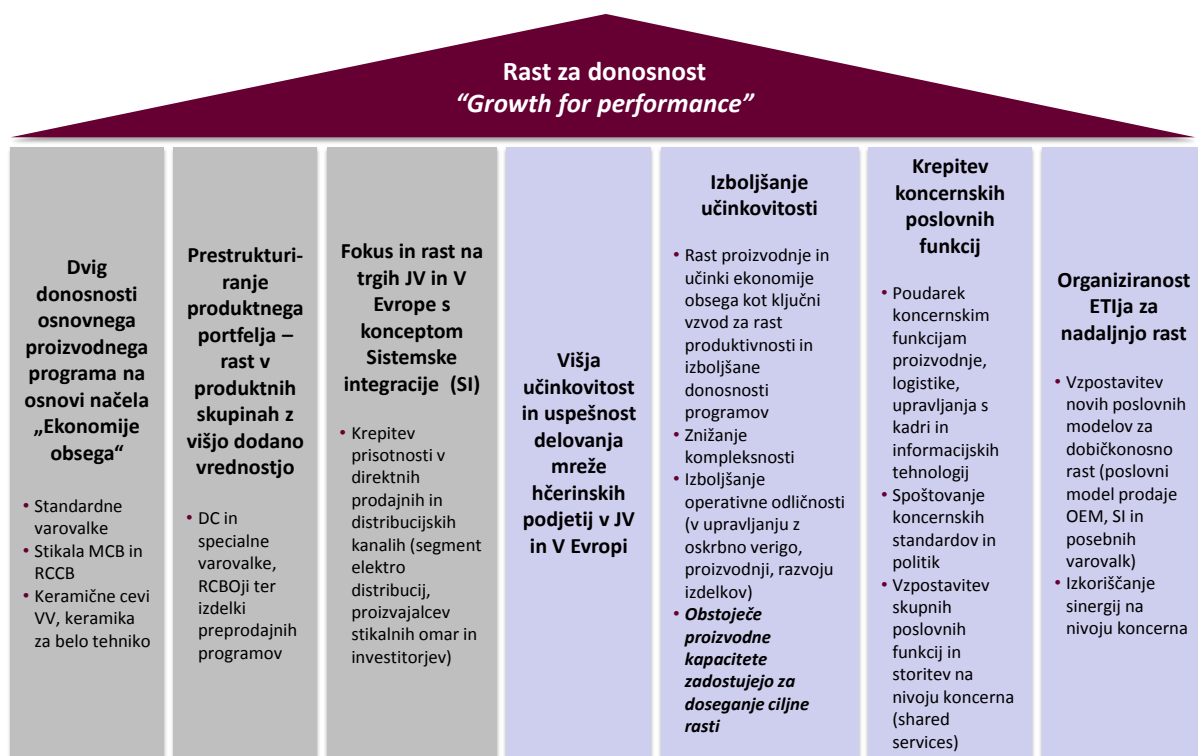 Rast za donosnost
“Growth for performance”
Dvig
donosnosti
osnovnega
proizvodnega
programa na
osnovi načela
„Ekonomije
obsega“
• Standardne
varovalke
• Stikala MCB in
RCCB
• Keramične cevi
VV, keramika
za belo tehniko
Prestrukturi-
ranje
produktnega
portfelja –
rast v
produktnih
skupinah z
višjo dodano
vrednostjo
• DC in
specialne
varovalke,
RCBOji ter
izdelki
preprodajnih
programov
Fokus in rast na
trgih JV in V
Evrope s
konceptom
Sistemske
integracije (SI)
• Krepitev
prisotnosti v
direktnih
prodajnih in
distribucijskih
kanalih (segment
elektro
distribucij,
proizvajalcev
stikalnih omar in
investitorjev)
Višja
učinkovitost
in uspešnost
delovanja
mreže
hčerinskih
podjetij v JV
in V Evropi
Izboljšanje
učinkovitosti
• Rast proizvodnje in
učinki ekonomije
obsega kot ključni
vzvod za rast
produktivnosti in
izboljšane
donosnosti
programov
• Znižanje
kompleksnosti
• Izboljšanje
operativne odličnosti
(v upravljanju z
oskrbno verigo,
proizvodnji, razvoju
izdelkov)
• Obstoječe
proizvodne
kapacitete
zadostujejo za
doseganje ciljne
rasti
Krepitev
koncernskih
poslovnih
funkcij
• Poudarek
koncernskim
funkcijam
proizvodnje,
logistike,
upravljanja s
kadri in
informacijskih
tehnologij
• Spoštovanje
koncernskih
standardov in
politik
• Vzpostavitev
skupnih
poslovnih
funkcij in
storitev na
nivoju koncerna
(shared
services)
Organiziranost
ETIja za
nadaljnjo rast
• Vzpostavitev
novih poslovnih
modelov za
dobičkonosno
rast (poslovni
model prodaje
OEM, SI in
posebnih
varovalk)
• Izkoriščanje
sinergij na
nivoju koncerna